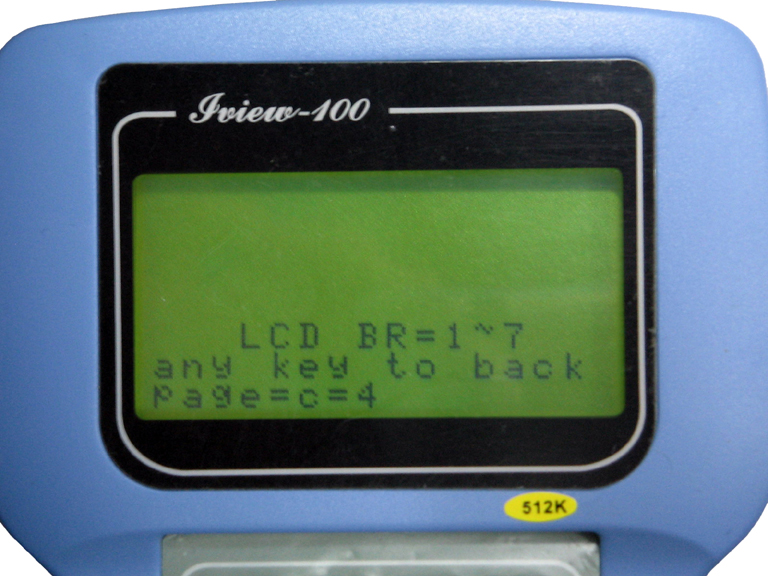 Iview-100
LCD BR=1~7
any key to back
page=c=4
512K